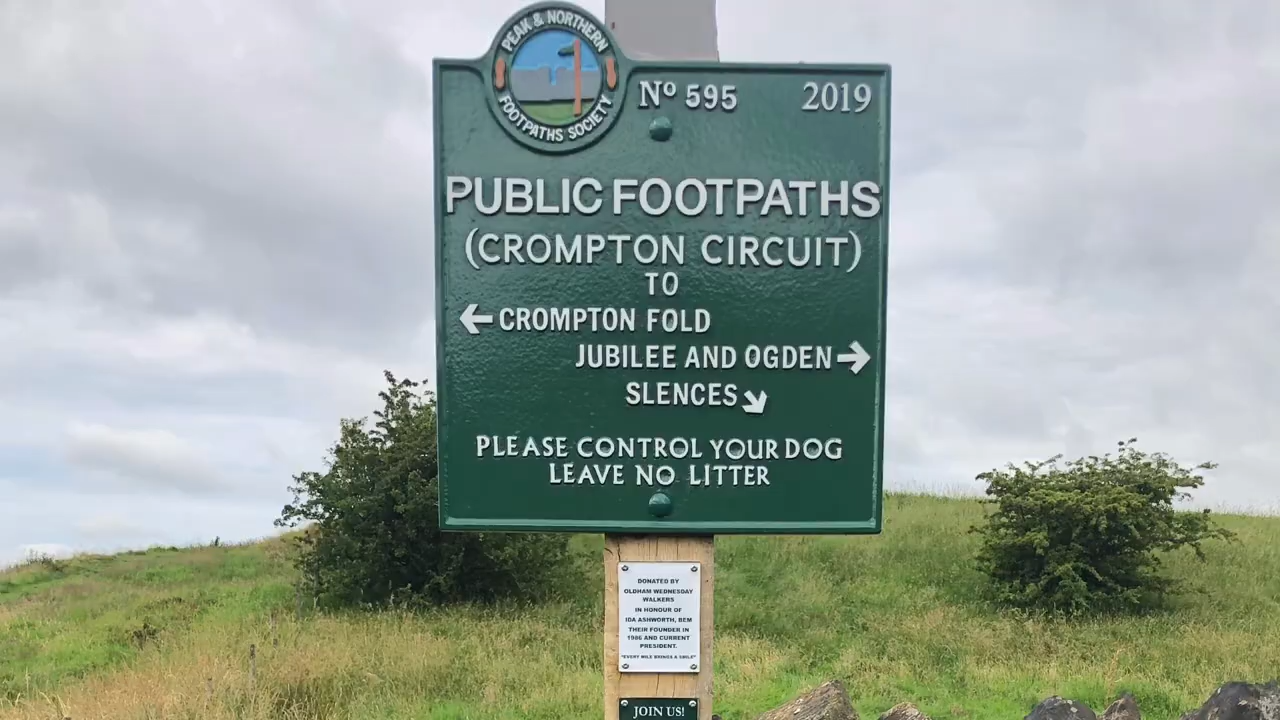 PEAK & NORTHERN
FOOTPATHS SOCIETY
Nº 595
2019
PUBLIC FOOTPATHS
(CROMPTON CIRCUIT)
TO
← CROMPTON FOLD
JUBILEE AND OGDEN →
SLENCES ↘
PLEASE CONTROL YOUR DOG
LEAVE NO LITTER
DONATED BY
OLDHAM WEDNESDAY
WALKERS
IN HONOUR OF
IDA ASHWORTH, BEM
THEIR FOUNDER IN
1986 AND CURRENT
PRESIDENT.
"EVERY MILE BRINGS A SMILE"
JOIN US!